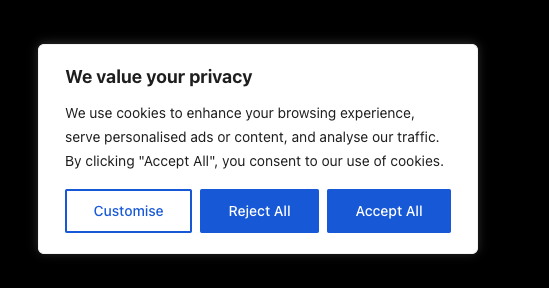 We value your privacy
We use cookies to enhance your browsing experience,
serve personalised ads or content, and analyse our traffic.
By clicking "Accept All", you consent to our use of cookies.
Customise Reject All Accept All